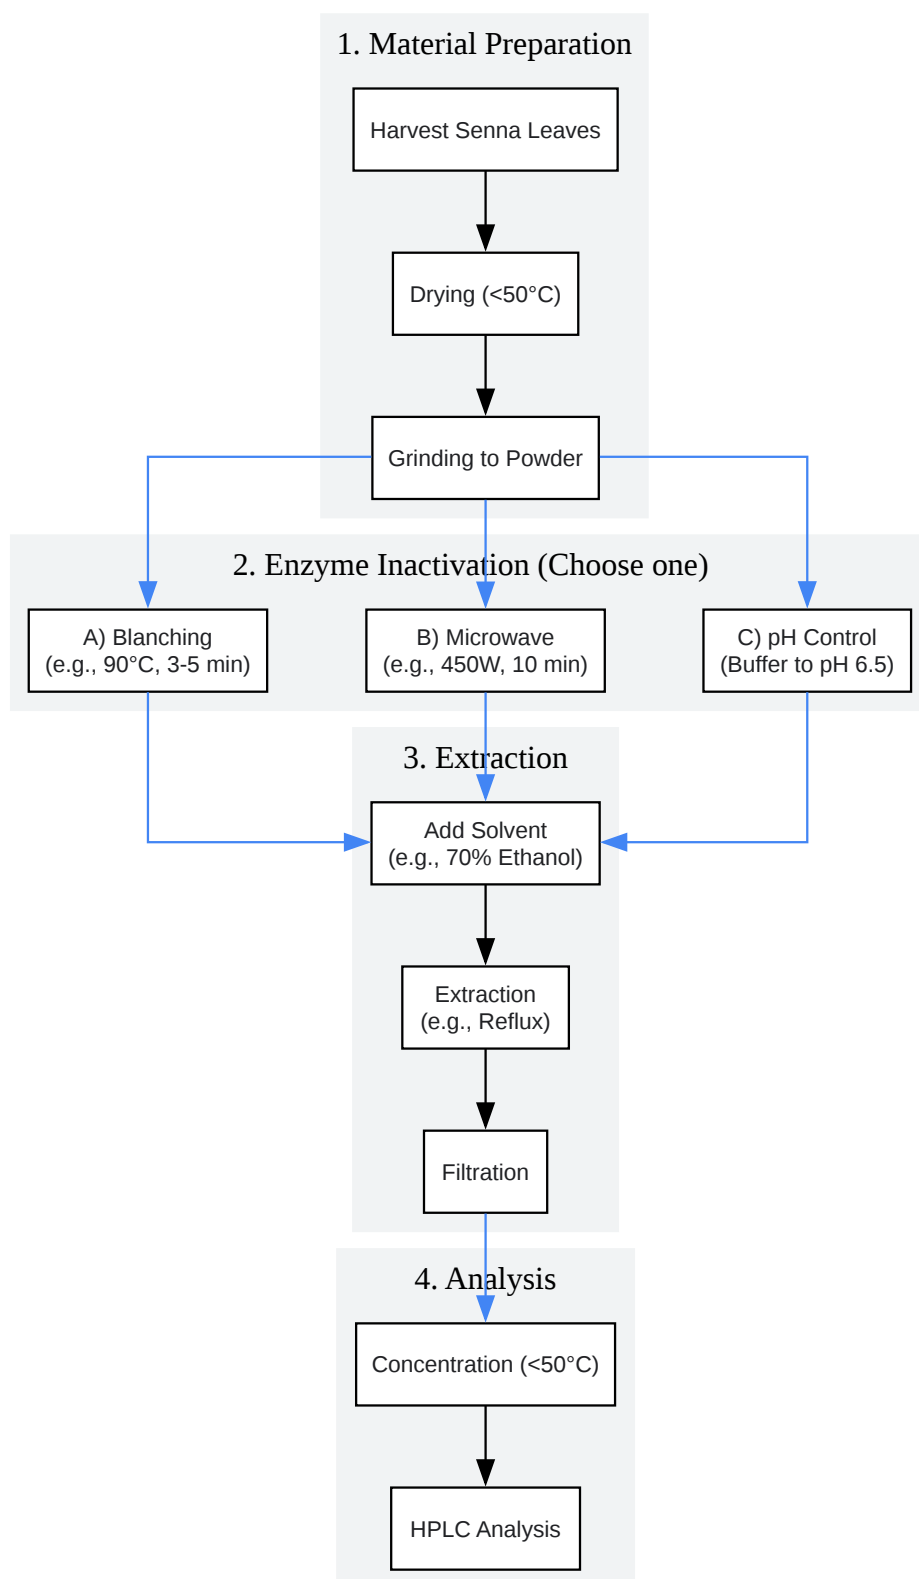 1. Material Preparation
Harvest Senna Leaves
Drying (<50°C)
Grinding to Powder
2. Enzyme Inactivation (Choose one)
A) Blanching
(e.g., 90°C, 3-5 min)
B) Microwave
(e.g., 450W, 10 min)
C) pH Control
(Buffer to pH 6.5)
3. Extraction
Add Solvent
(e.g., 70% Ethanol)
Extraction
(e.g., Reflux)
Filtration
4. Analysis
Concentration (<50°C)
HPLC Analysis